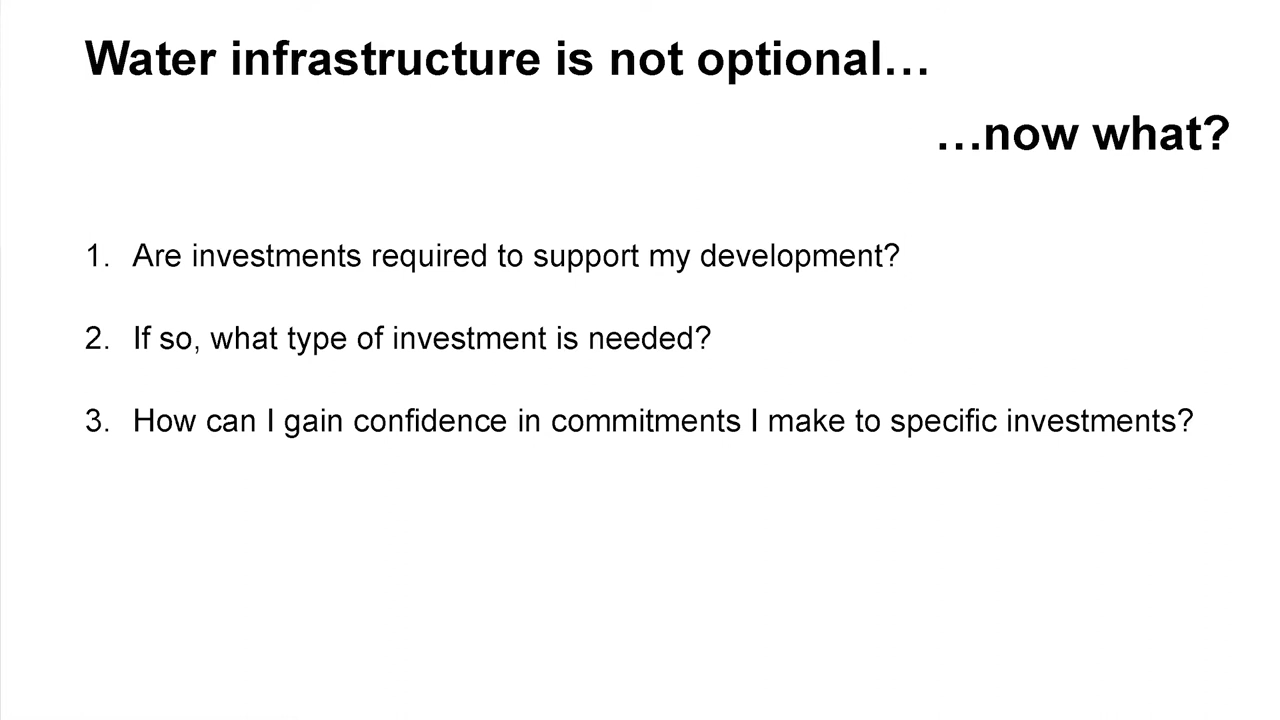 Water infrastructure is not optional…
…now what?
1. Are investments required to support my development?
2. If so, what type of investment is needed?
3. How can I gain confidence in commitments I make to specific investments?